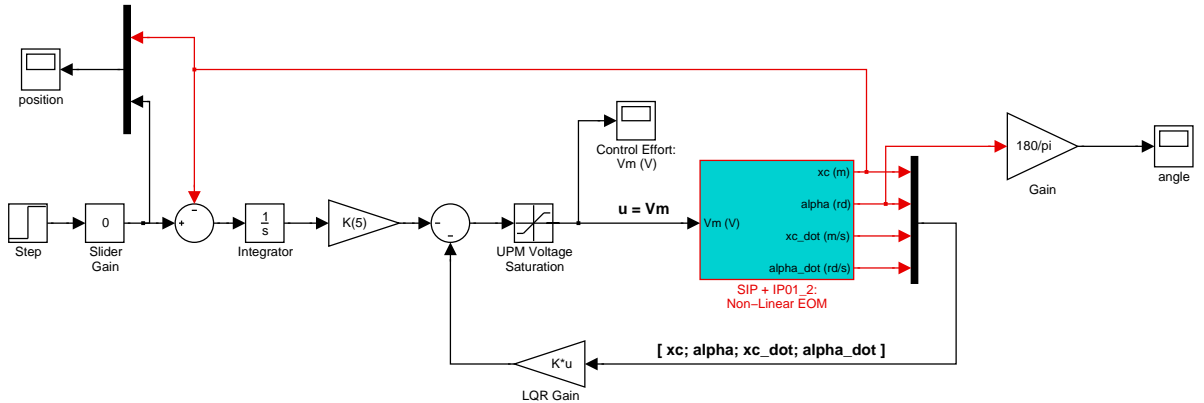 position
Control Effort:
Vm (V)
180/pi
Gain
angle
xc (m)
alpha (rd)
xc_dot (m/s)
alpha_dot (rd/s)
Vm (V)
u = Vm
SIP + IP01_2:
Non−Linear EOM
Step
0
Slider
Gain
+
−
1
s
Integrator
K(5)
−
−
UPM Voltage
Saturation
[ xc; alpha; xc_dot; alpha_dot ]
K*u
LQR Gain